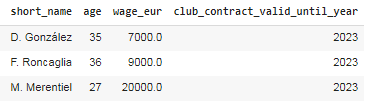 short_name age wage_eur club_contract_valid_until_year
D. González 35 7000.0 2023
F. Roncaglia 36 9000.0 2023
M. Merentiel 27 20000.0 2023